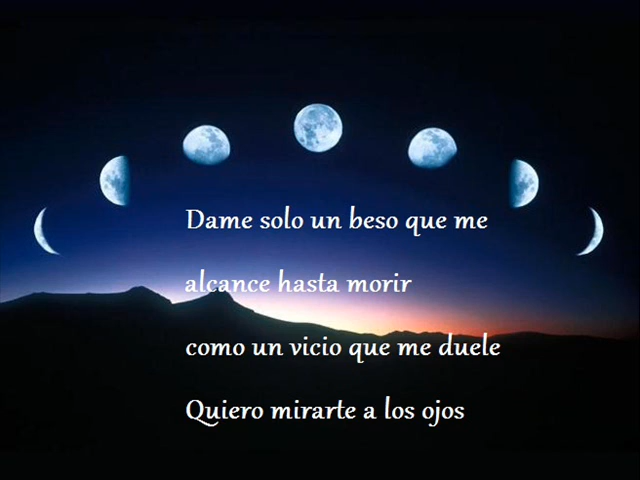 Dame solo un beso que me
alcance hasta morir
como un vicio que me duele
Quiero mirarte a los ojos